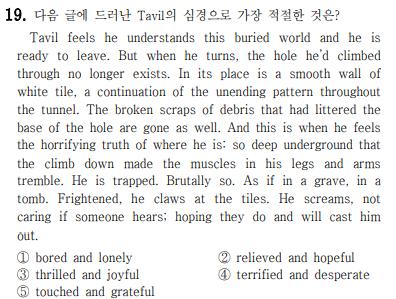 19. 다음 글에 드러난 Tavil의 심경으로 가장 적절한 것은?
Tavil feels he understands this buried world and he is
ready to leave. But when he turns, the hole he'd climbed
through no longer exists. In its place is a smooth wall of
white tile, a continuation of the unending pattern throughout
the tunnel. The broken scraps of debris that had littered the
base of the hole are gone as well. And this is when he feels
the horrifying truth of where he is: so deep underground that
the climb down made the muscles in his legs and arms
tremble. He is trapped. Brutally so. As if in a grave, in a
tomb. Frightened, he claws at the tiles. He screams, not
caring if someone hears; hoping they do and will cast him
out.
① bored and lonely ② relieved and hopeful
③ thrilled and joyful ④ terrified and desperate
⑤ touched and grateful